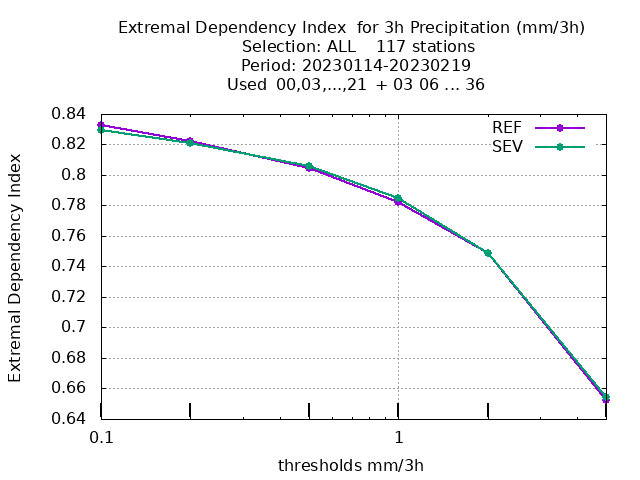 Extremal Dependency Index  for 3h Precipitation (mm/3h)
Selection: ALL    117 stations
Period: 20230114-20230219
Used  00,03,...,21  + 03 06 ... 36
REF
SEV
0.84
0.82
0.8
0.78
0.76
0.74
0.72
0.7
0.68
0.66
0.64
Extremal Dependency Index
0.1
1
thresholds mm/3h